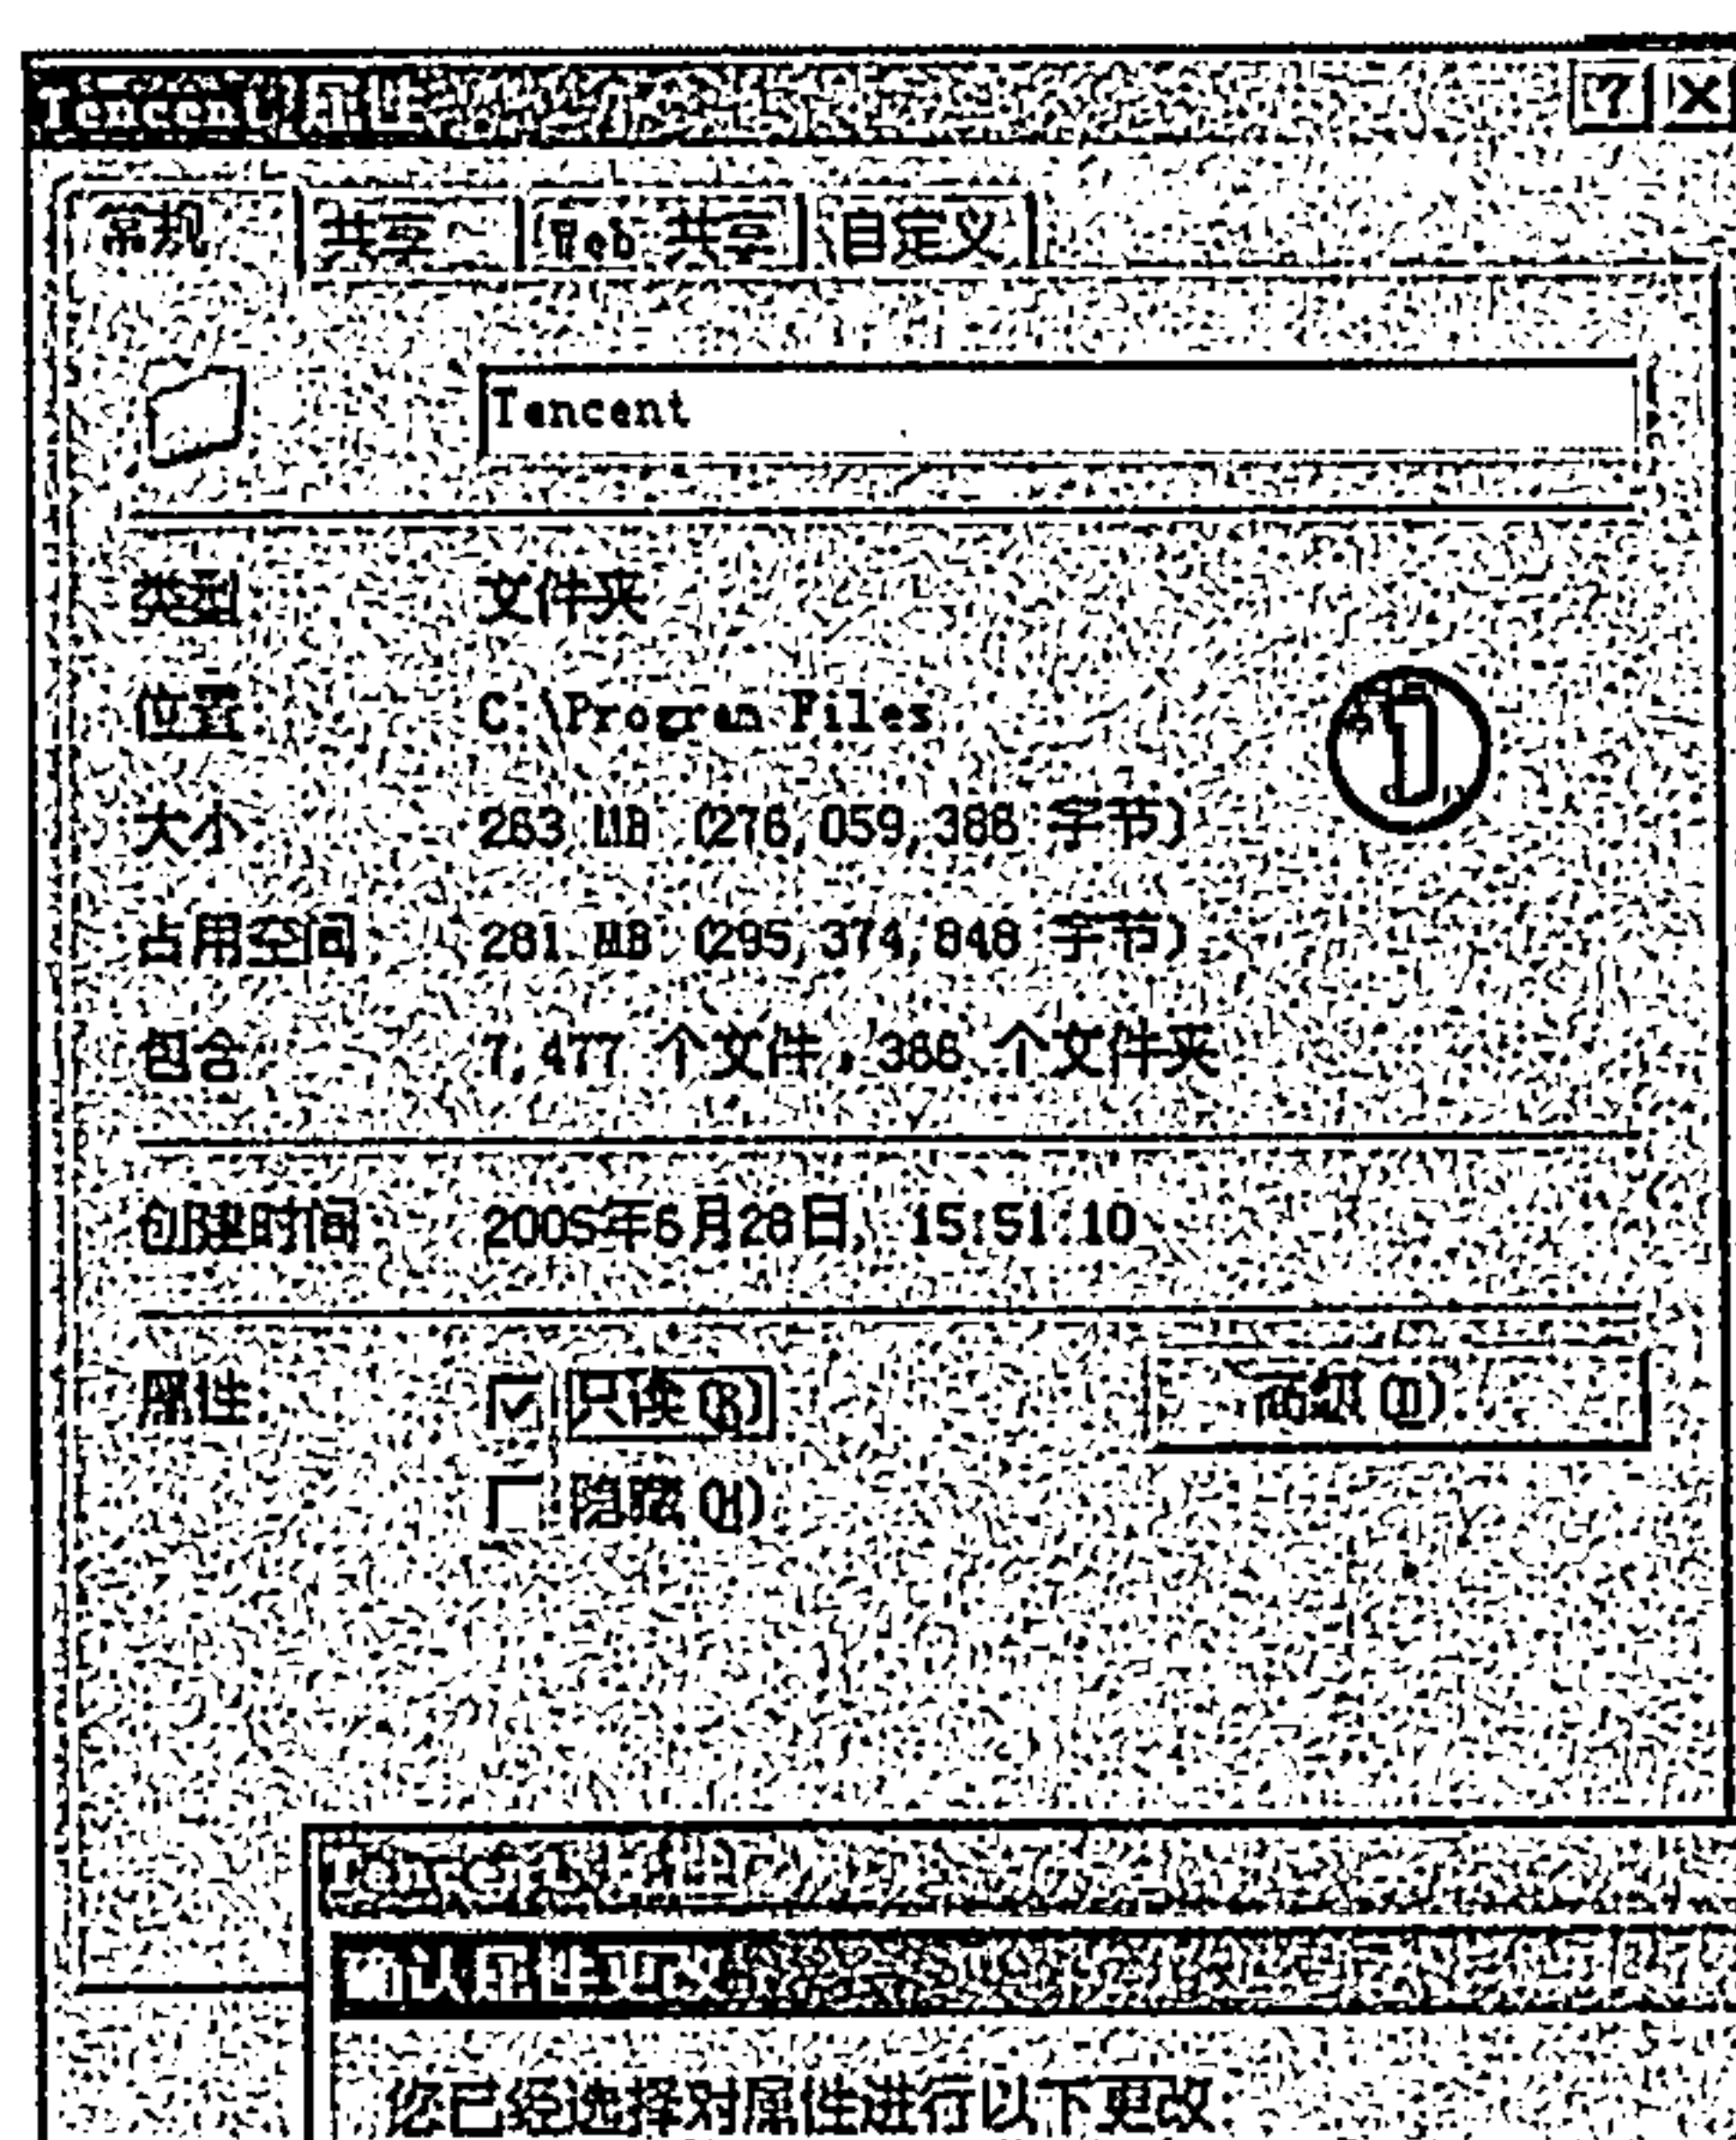 Tencent 属性
常规 共享 Web 共享 自定义
Tencent
类型 文件夹
位置 C:\Program Files
1
大小 263 MB (276,059,388 字节)
占用空间 281 MB (295,374,848 字节)
包含 7,477 个文件，388 个文件夹
创建时间 2005年6月28日, 15:51:10
属性 只读(R) 高级(D)
隐藏(H)
Tencent 属性
确认属性更改
您已经选择对属性进行以下更改